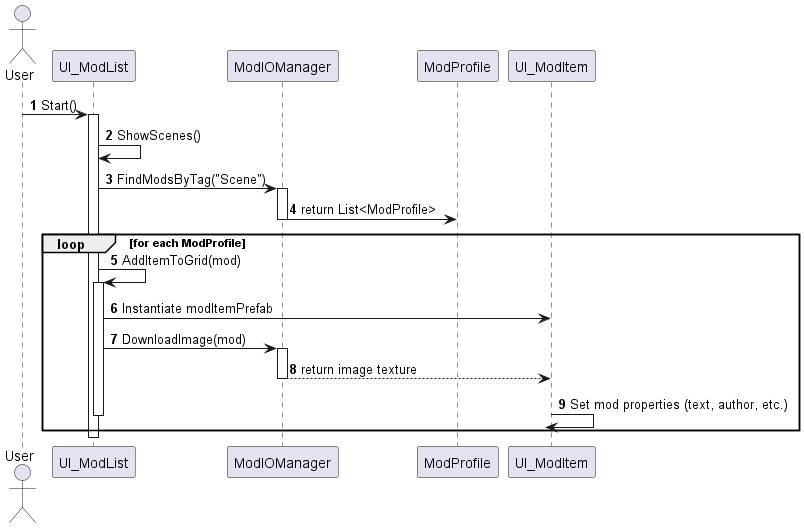 User
UI_ModList
ModIOManager
ModProfile
UI_ModItem
1 Start()
2 ShowScenes()
3 FindModsByTag("Scene")
4 return List<ModProfile>
loop [for each ModProfile]
5 AddItemToGrid(mod)
6 Instantiate modItemPrefab
7 DownloadImage(mod)
8 return image texture
9 Set mod properties (text, author, etc.)
User
UI_ModList
ModIOManager
ModProfile
UI_ModItem